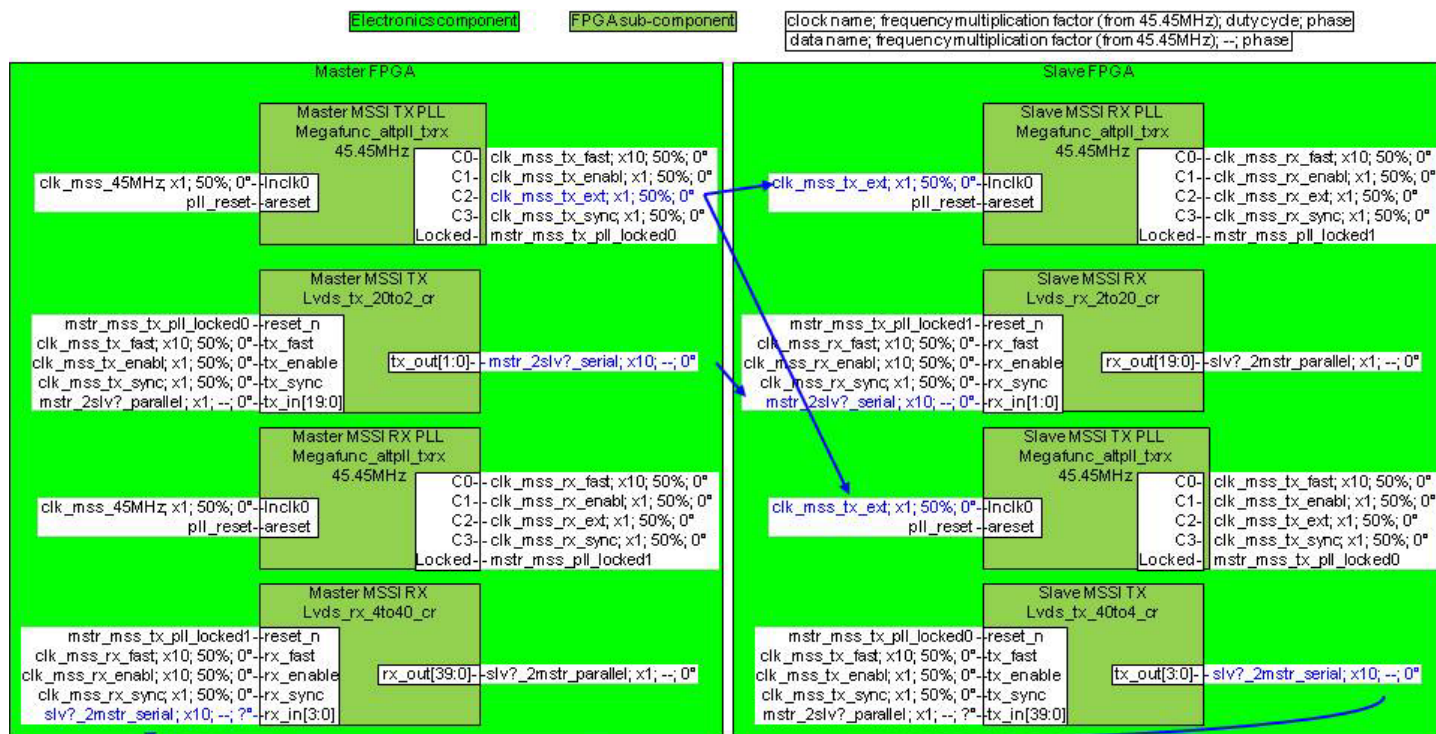 Electronics component
FPGA sub-component
clock name; frequency multiplication factor (from 45.45MHz); duty cycle; phase
data name; frequency multiplication factor (from 45.45MHz); --; phase
Master FPGA
Master MSSI TX PLL
Megafunc_altpll_txrx
45.45MHz
clk_mss_45MHz; x1; 50%; 0°--Inclk0
pll_reset--areset
C0-- clk_mss_tx_fast; x10; 50%; 0°
C1-- clk_mss_tx_enabl; x1; 50%; 0°
C2-- clk_mss_tx_ext; x1; 50%; 0°
C3-- clk_mss_tx_sync; x1; 50%; 0°
Locked-- mstr_mss_tx_pll_locked0
Master MSSI TX
Lvds_tx_20to2_cr
mstr_mss_tx_pll_locked0--reset_n
clk_mss_tx_fast; x10; 50%; 0°--tx_fast
clk_mss_tx_enabl; x1; 50%; 0°--tx_enable
clk_mss_tx_sync; x1; 50%; 0°--tx_sync
mstr_2slv?_parallel; x1; --; 0°--tx_in[19:0]
tx_out[1:0]-- mstr_2slv?_serial; x10; --; 0°
Master MSSI RX PLL
Megafunc_altpll_txrx
45.45MHz
clk_mss_45MHz; x1; 50%; 0°--Inclk0
pll_reset--areset
C0-- clk_mss_rx_fast; x10; 50%; 0°
C1-- clk_mss_rx_enabl; x1; 50%; 0°
C2-- clk_mss_rx_ext; x1; 50%; 0°
C3-- clk_mss_rx_sync; x1; 50%; 0°
Locked-- mstr_mss_pll_locked1
Master MSSI RX
Lvds_rx_4to40_cr
mstr_mss_tx_pll_locked1--reset_n
clk_mss_rx_fast; x10; 50%; 0°--rx_fast
clk_mss_rx_enabl; x10; 50%; 0°--rx_enable
clk_mss_rx_sync; x1; 50%; 0°--rx_sync
slv?_2mstr_serial; x10; --; ?°--rx_in[3:0]
rx_out[39:0]-- slv?_2mstr_parallel; x1; --; 0°
Slave FPGA
Slave MSSI RX PLL
Megafunc_altpll_txrx
45.45MHz
clk_mss_tx_ext; x1; 50%; 0°--Inclk0
pll_reset--areset
C0-- clk_mss_rx_fast; x10; 50%; 0°
C1-- clk_mss_rx_enabl; x1; 50%; 0°
C2-- clk_mss_rx_ext; x1; 50%; 0°
C3-- clk_mss_rx_sync; x1; 50%; 0°
Locked-- mstr_mss_pll_locked1
Slave MSSI RX
Lvds_rx_2to20_cr
mstr_mss_tx_pll_locked1--reset_n
clk_mss_rx_fast; x10; 50%; 0°--rx_fast
clk_mss_rx_enabl; x10; 50%; 0°--rx_enable
clk_mss_rx_sync; x1; 50%; 0°--rx_sync
mstr_2slv?_serial; x10; --; 0°--rx_in[1:0]
rx_out[19:0]-- slv?_2mstr_parallel; x1; --; 0°
Slave MSSI TX PLL
Megafunc_altpll_txrx
45.45MHz
clk_mss_tx_ext; x1; 50%; 0°--Inclk0
pll_reset--areset
C0-- clk_mss_tx_fast; x10; 50%; 0°
C1-- clk_mss_tx_enabl; x1; 50%; 0°
C2-- clk_mss_tx_ext; x1; 50%; 0°
C3-- clk_mss_tx_sync; x1; 50%; 0°
Locked-- mstr_mss_tx_pll_locked0
Slave MSSI TX
Lvds_tx_40to4_cr
mstr_mss_tx_pll_locked0--reset_n
clk_mss_tx_fast; x10; 50%; 0°--tx_fast
clk_mss_tx_enabl; x1; 50%; 0°--tx_enable
clk_mss_tx_sync; x1; 50%; 0°--tx_sync
mstr_2slv?_parallel; x1; --; ?°--tx_in[39:0]
tx_out[3:0]-- slv?_2mstr_serial; x10; --; 0°